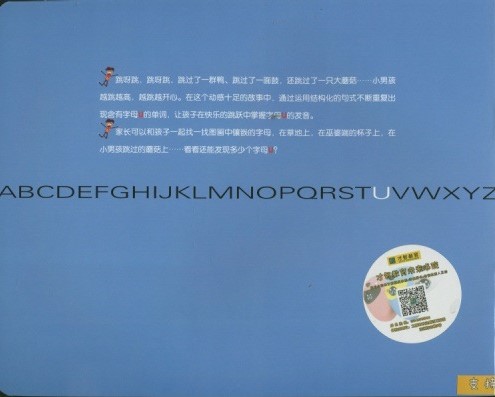 跳呀跳，跳呀跳，跳过了一群鸭、跳过了一面鼓，还跳过了一只大蘑菇……小男孩
越跳越高，越跳越开心。在这个动感十足的故事中，通过运用结构化的句式不断重复出
现含有字母u的单词，让孩子在快乐的跳跃中掌握字母u的发音。
家长可以和孩子一起找一找图画中镶嵌的字母，在草地上，在巫婆跳的杯子上，在
小男孩跳过的蘑菇上……看看还能发现多少个字母u？
ABCDEFGHIJKLMNOPQRSTUVWXYZ